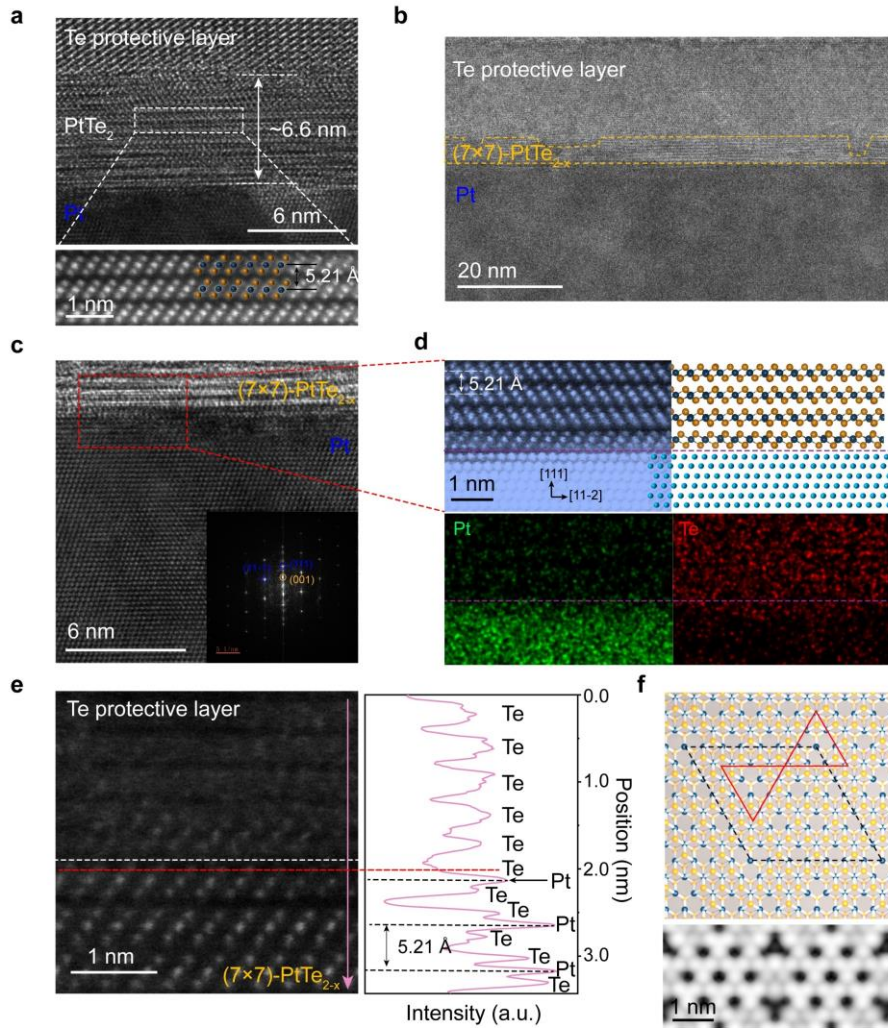 a
Te protective layer
PtTe2
~6.6 nm
Pt
6 nm
5.21 Å
1 nm
b
Te protective layer
(7×7)-PtTe2-x
Pt
20 nm
c
(7×7)-PtTe2-x
Pt
(001)
6 nm
d
5.21 Å
1 nm
[111]
[11-2]
Pt
Te
e
Te protective layer
1 nm
(7×7)-PtTe2-x
Te
Te
Te
Te
Te
Te
Pt
Te
Te
Pt
Te
5.21 Å
Te
Pt
Te
0.0
1.0
2.0
3.0
Position (nm)
Intensity (a.u.)
f
1 nm